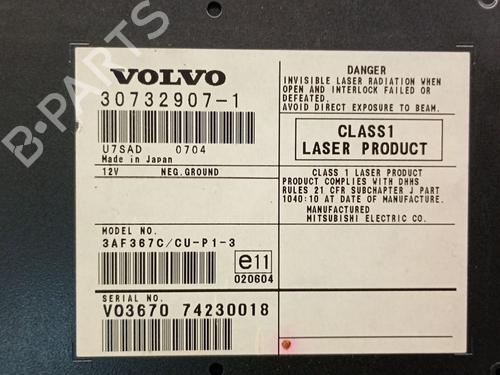 VOLVO
30732907-1
U7SAD 0704
Made in Japan
12V NEG.GROUND
MODEL NO.
3AF367C/CU-P1-3
e11
020604
SERIAL NO.
VO3670 74230018
DANGER
INVISIBLE LASER RADIATION WHEN
OPEN AND INTERLOCK FAILED OR
DEFEATED.
AVOID DIRECT EXPOSURE TO BEAM.
CLASS1
LASER PRODUCT
CLASS 1 LASER PRODUCT
PRODUCT COMPLIES WITH DHHS
RULES 21 CFR SUBCHAPTER J PART
1040:10 AT DATE OF MANUFACTURE.
MANUFACTURED
MITSUBISHI ELECTRIC CO.
B-PARTS